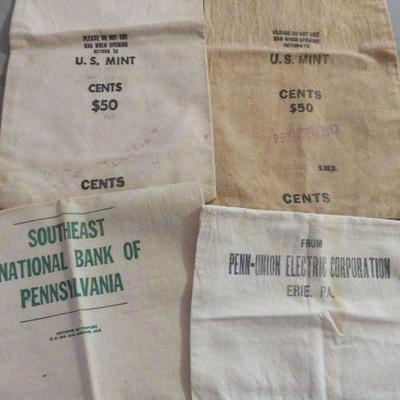 PLEASE DO NOT CUT
BAG WHEN OPENING
RETURN TO
U. S. MINT
CENTS
$50
CENTS
PLEASE DO NOT CUT
BAG WHEN OPENING
RETURN TO
U. S. MINT
CENTS
$50
S.W.B.
CENTS
SOUTHEAST
NATIONAL BANK OF
PENNSYLVANIA
FROM
PENN-UNION ELECTRIC CORPORATION
ERIE, PA.